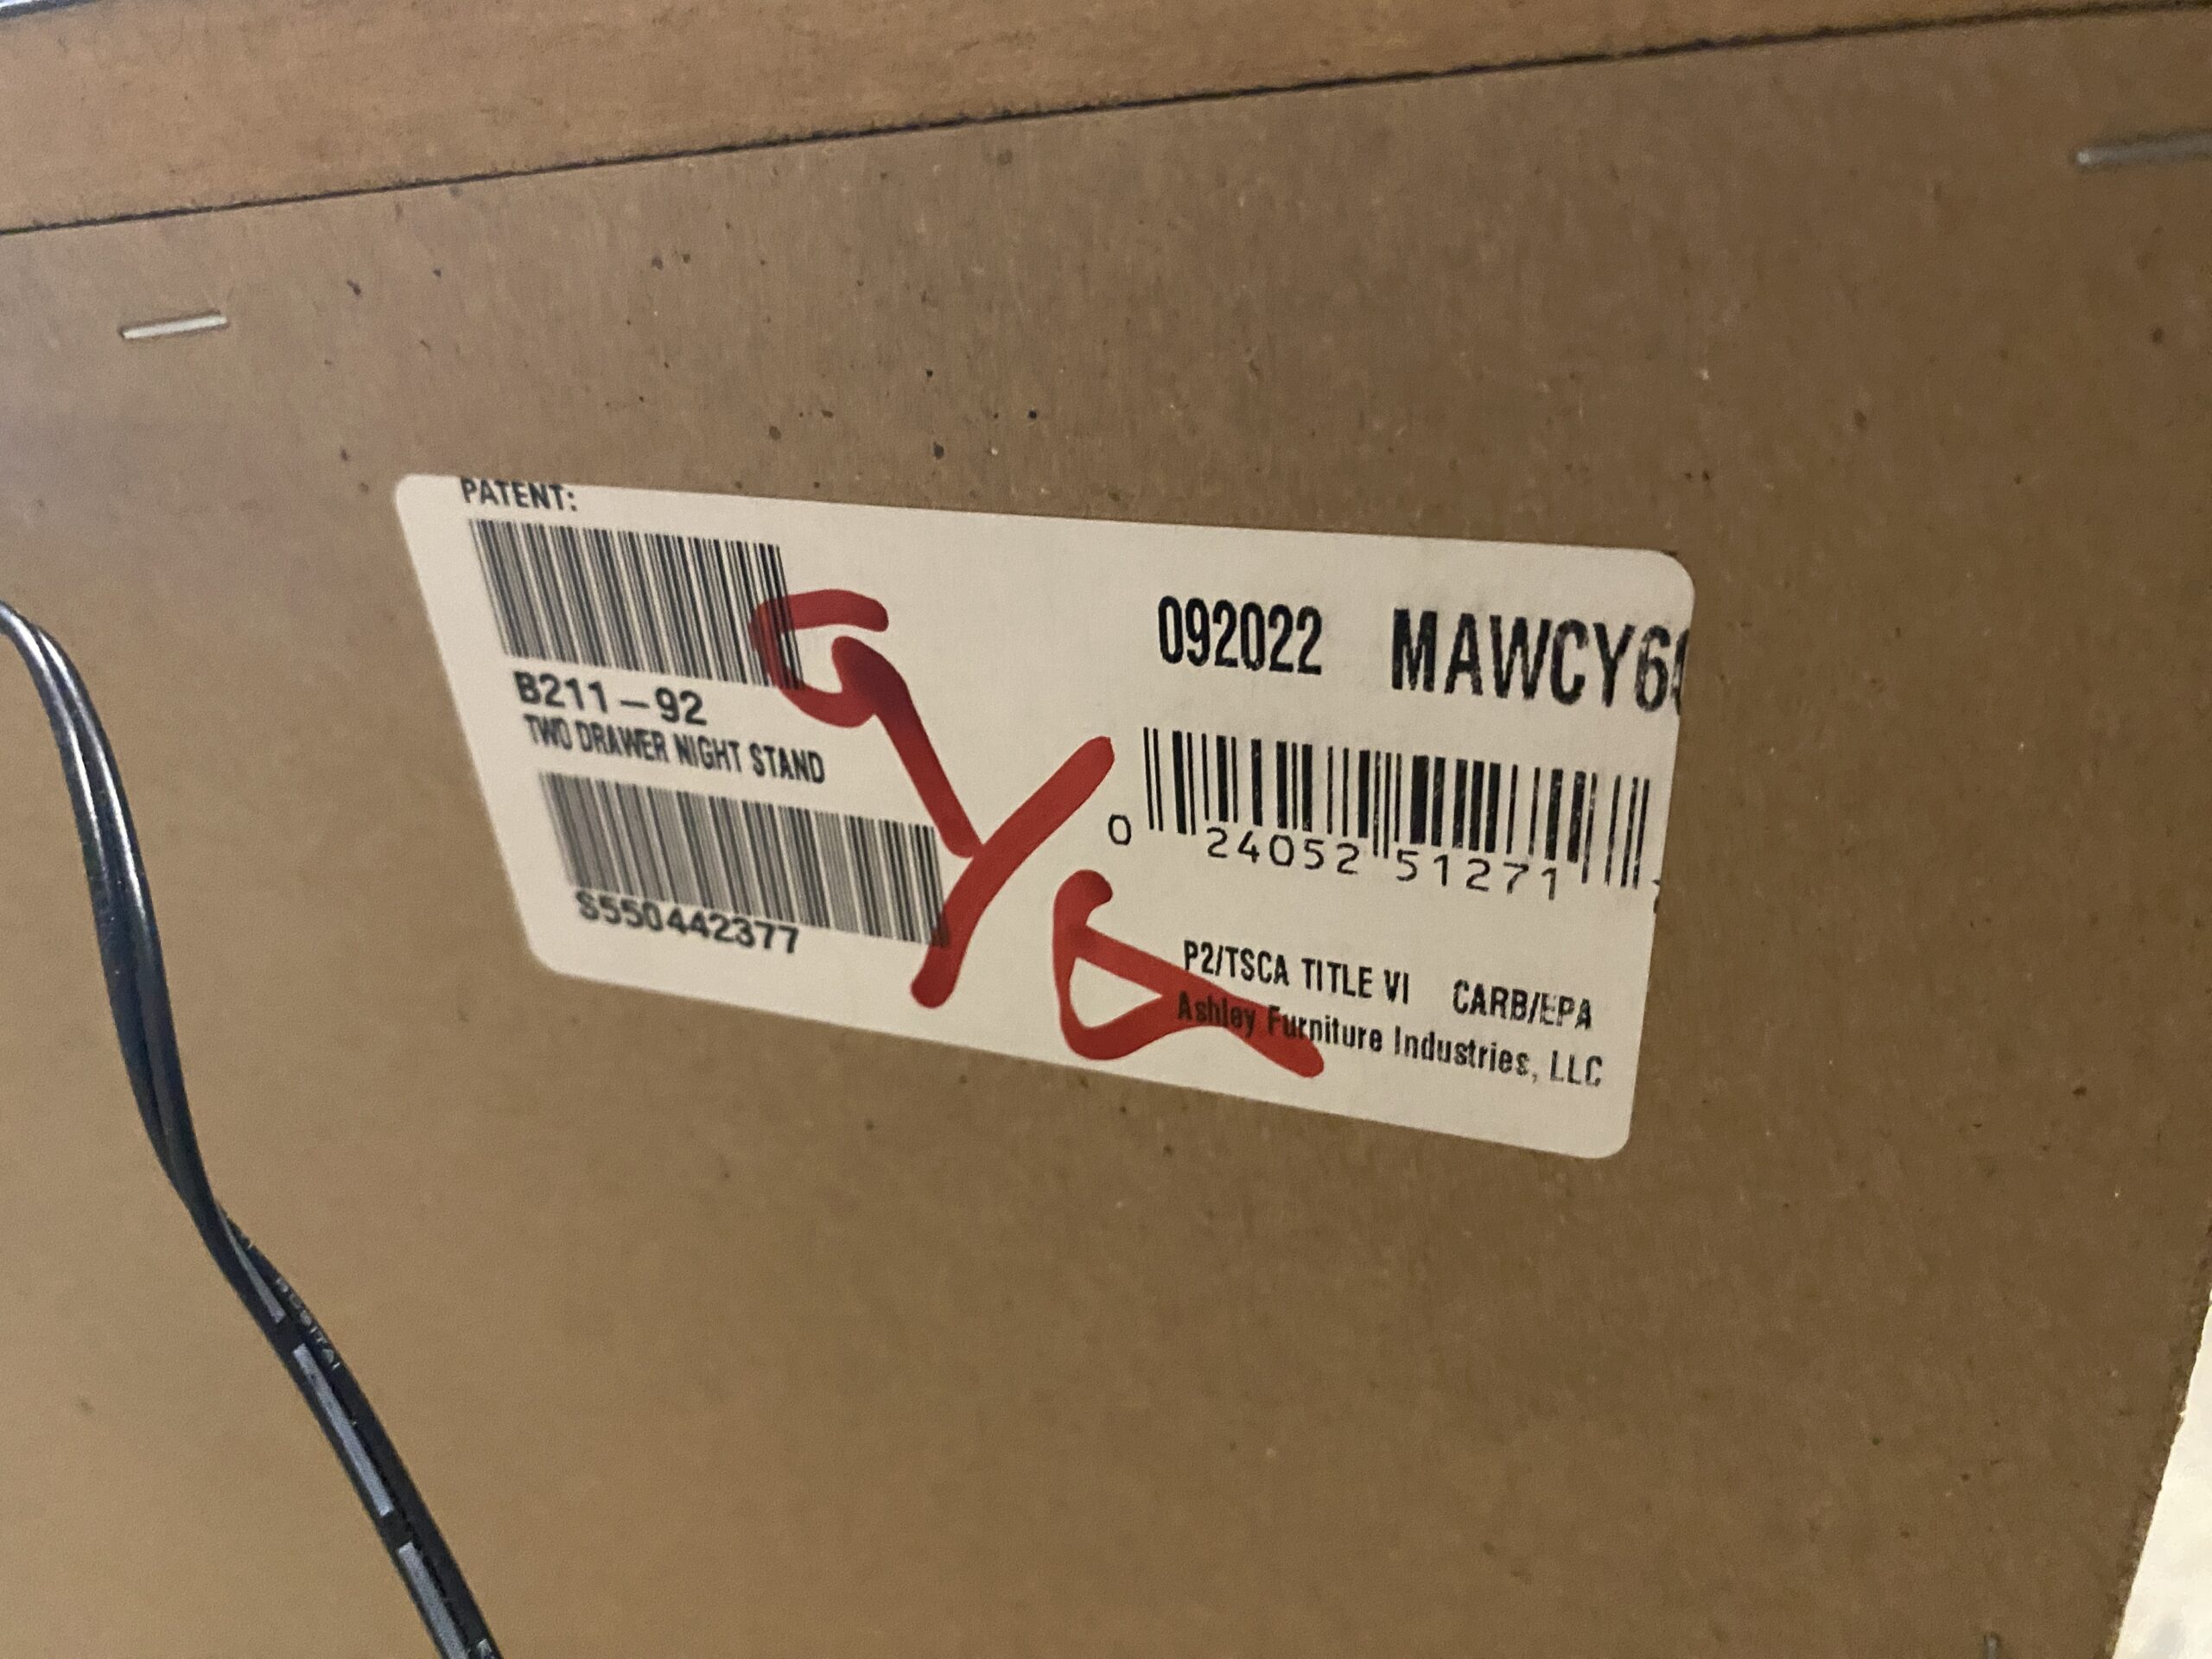 PATENT:
B211-92
TWO DRAWER NIGHT STAND
S550442377
092022 MAWCY6
0 24052 51271
P2/TSCA TITLE VI CARB/EPA
Ashley Furniture Industries, LLC